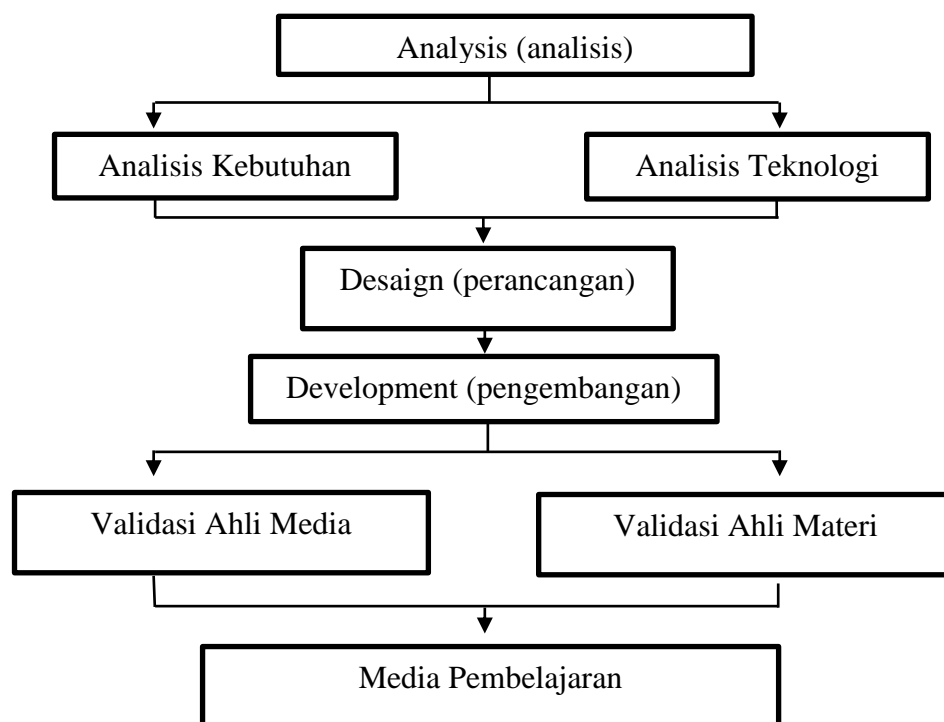 Analysis (analisis)
Analisis Kebutuhan
Analisis Teknologi
Desaign (perancangan)
Development (pengembangan)
Validasi Ahli Media
Validasi Ahli Materi
Media Pembelajaran